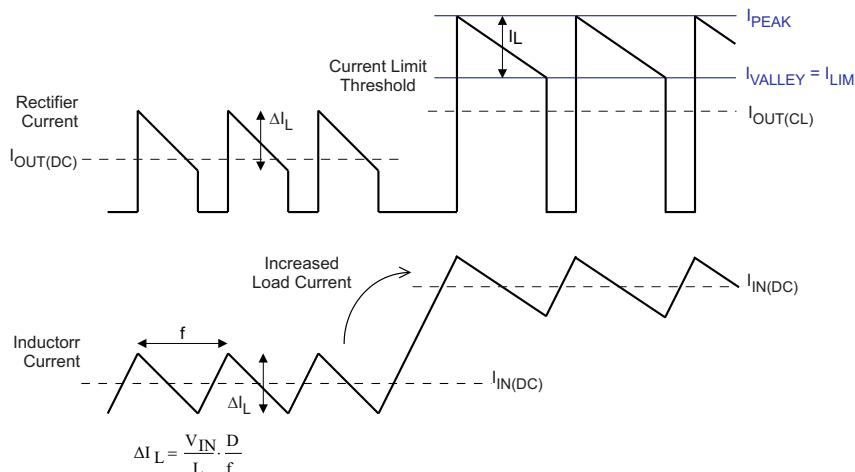 I_PEAK
I_L
Current Limit
Threshold
I_VALLEY = I_LIM
Rectifier
Current
ΔI_L
I_OUT(CL)
I_OUT(DC)
Increased
Load Current
I_IN(DC)
f
Inductorr
Current
I_IN(DC)
ΔI_L
ΔI_L = V_IN/L · D/f